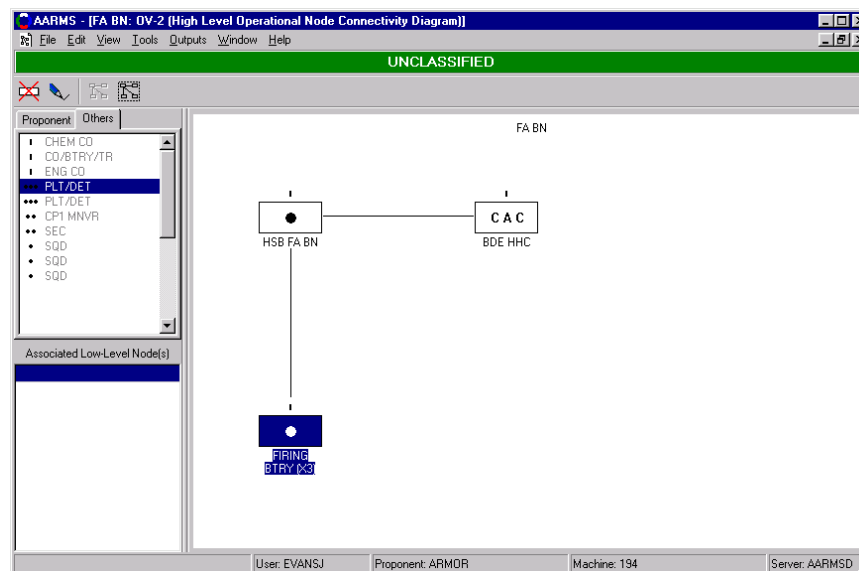 AARMS - [FA BN: OV-2 (High Level Operational Node Connectivity Diagram)]
File Edit View Tools Outputs Window Help
UNCLASSIFIED
Proponent Others
CHEM CO
CO/BTRY/TR
ENG CO
PLT/DET
PLT/DET
CP1 MNVR
SEC
SQD
SQD
SQD
Associated Low-Level Node(s)
FA BN
HSB FA BN
C A C
BDE HHC
FIRING
BTRY (X3)
User: EVANSJ Proponent: ARMOR Machine: 194 Server: AARMSD